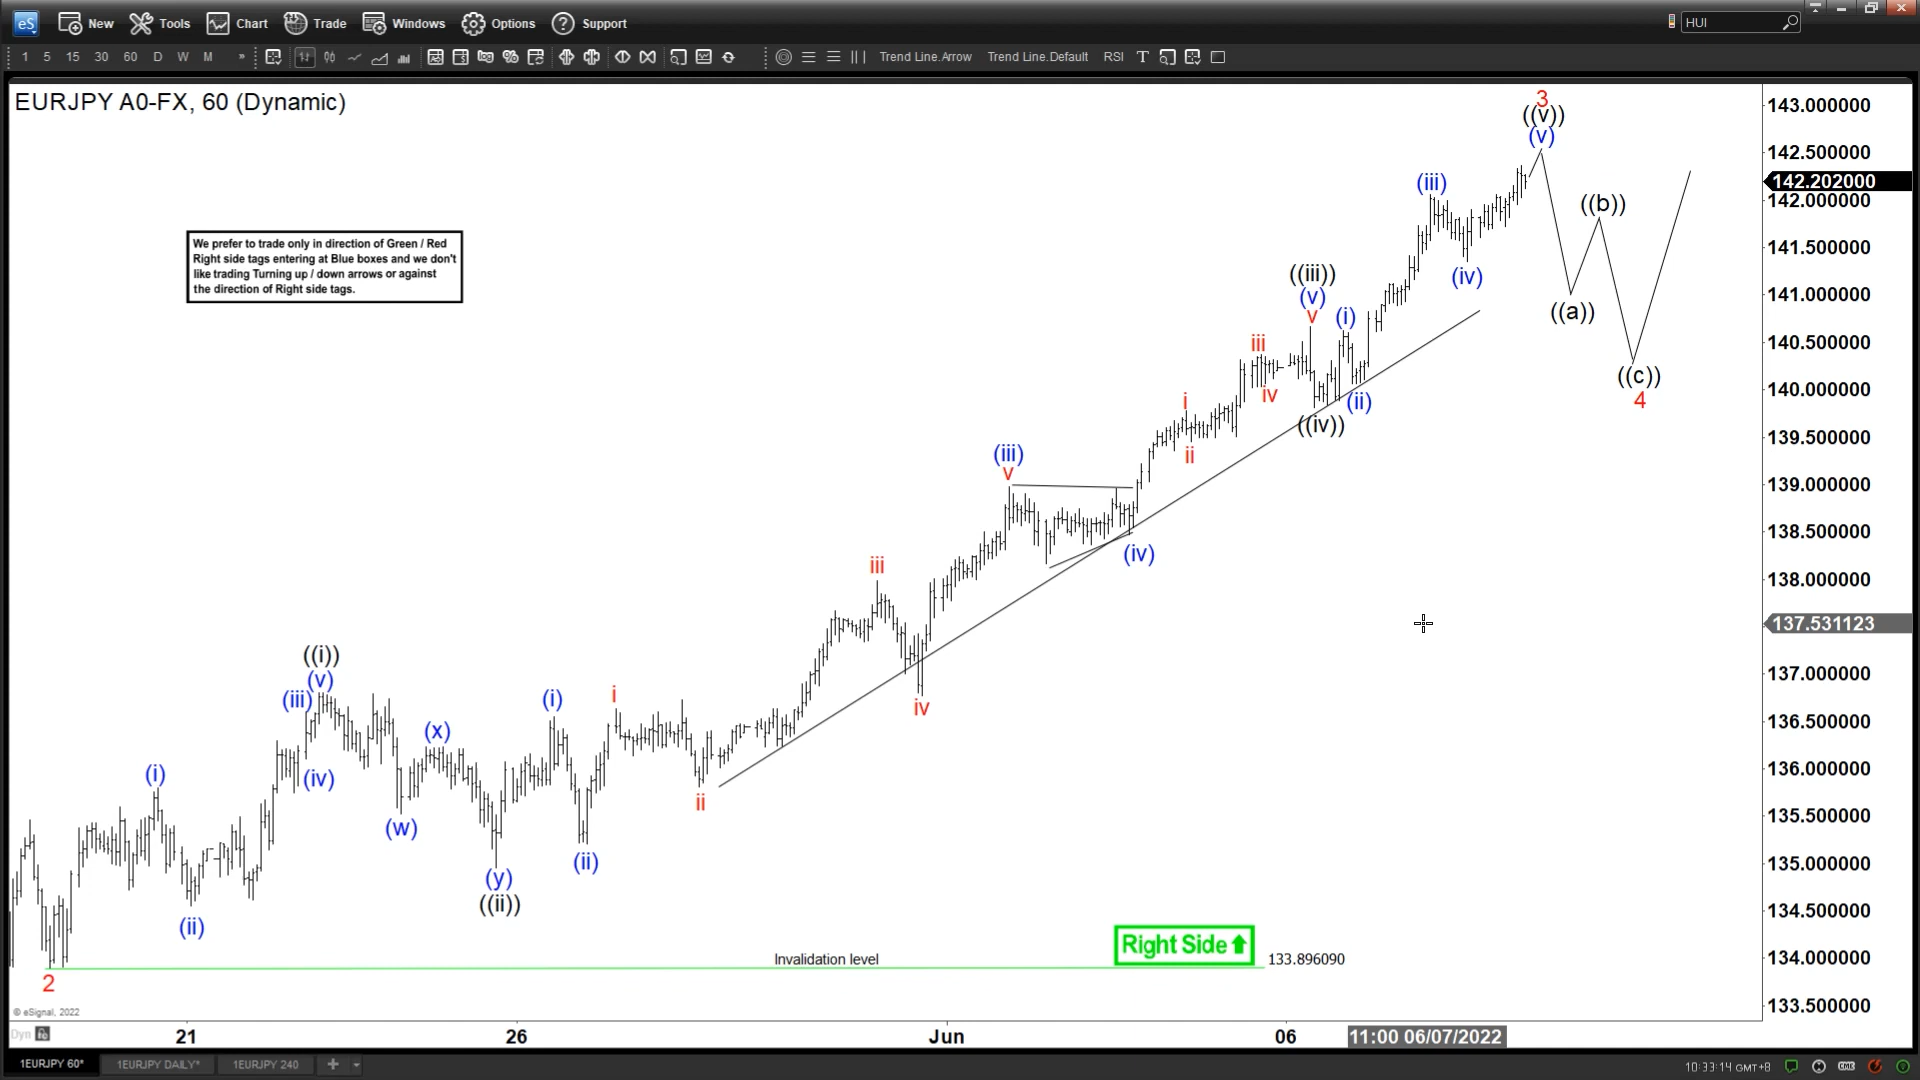 eS New Tools Chart Trade Windows Options Support HUI
1 5 15 30 60 D W M » Trend Line.Arrow Trend Line.Default RSI T
EURJPY A0-FX, 60 (Dynamic)
We prefer to trade only in direction of Green / Red
Right side tags entering at Blue boxes and we don't
like trading Turning up / down arrows or against
the direction of Right side tags.
3
((v))
(v)
(iii)
(iv)
((b))
((a))
((c))
4
((iii))
(v)
v
(i)
iii
iv
((iv))
(ii)
i
ii
(iii)
v
(iv)
iii
iv
((i))
(v)
(iii)
(iv)
(x)
(w)
(i)
i
(i)
ii
(ii)
(y)
((ii))
(ii)
2
Invalidation level
Right Side
133.896090
143.000000
142.500000
142.202000
142.000000
141.500000
141.000000
140.500000
140.000000
139.500000
139.000000
138.500000
138.000000
137.531123
137.000000
136.500000
136.000000
135.500000
135.000000
134.500000
134.000000
133.500000
© eSignal, 2022
Dyn
21 26 Jun 06 11:00 06/07/2022
1EURJPY 60* 1EURJPY DAILY* 1EURJPY 240 +
10:33:14 GMT+8